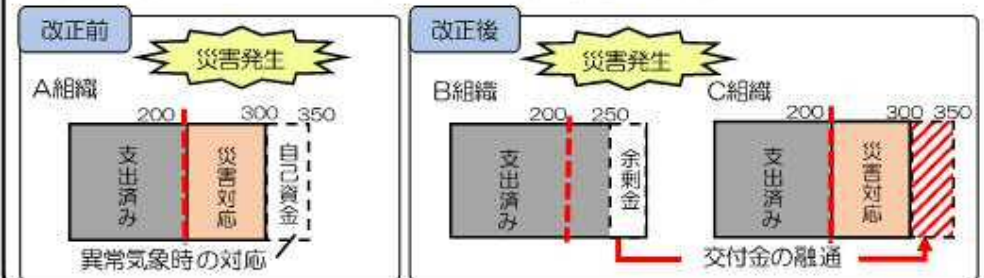 改正前
災害発生
A組織
200 300 350
支出済み
災害対応
自己資金
異常気象時の対応
改正後
災害発生
B組織
200 250
支出済み
余剰金
C組織
200 300 350
支出済み
災害対応
交付金の融通